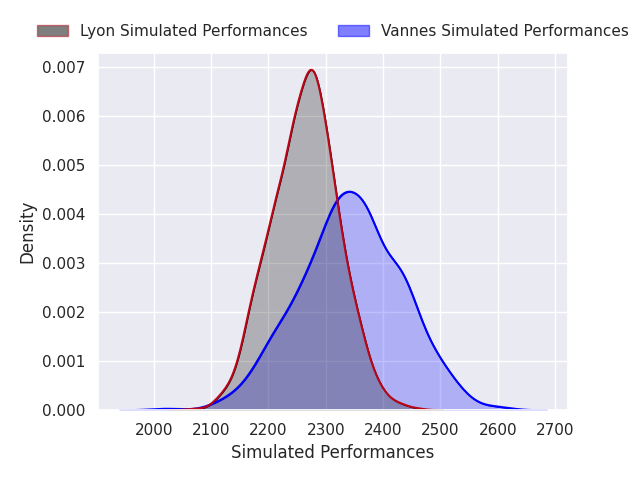 Lyon Simulated Performances Vannes Simulated Performances
0.007
0.006
0.005
0.004
0.003
0.002
0.001
0.000
Density
2000 2100 2200 2300 2400 2500 2600 2700
Simulated Performances